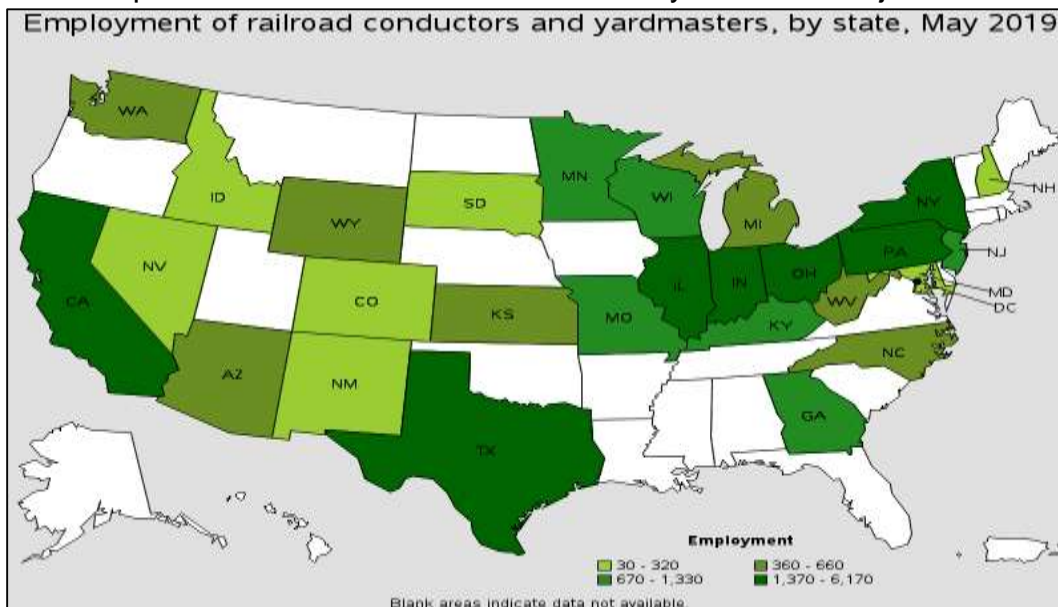 Employment of railroad conductors and yardmasters, by state, May 2019
WA
MN
ID
WI
NH
SD
NY
WY
MI
NJ
PA
NV
IL
IN
OH
CO
MD
CA
WV
DC
KS
MO
KY
NC
AZ
NM
GA
TX
Employment
30 - 320
360 - 660
670 - 1,330
1,370 - 6,170
Blank areas indicate data not available.